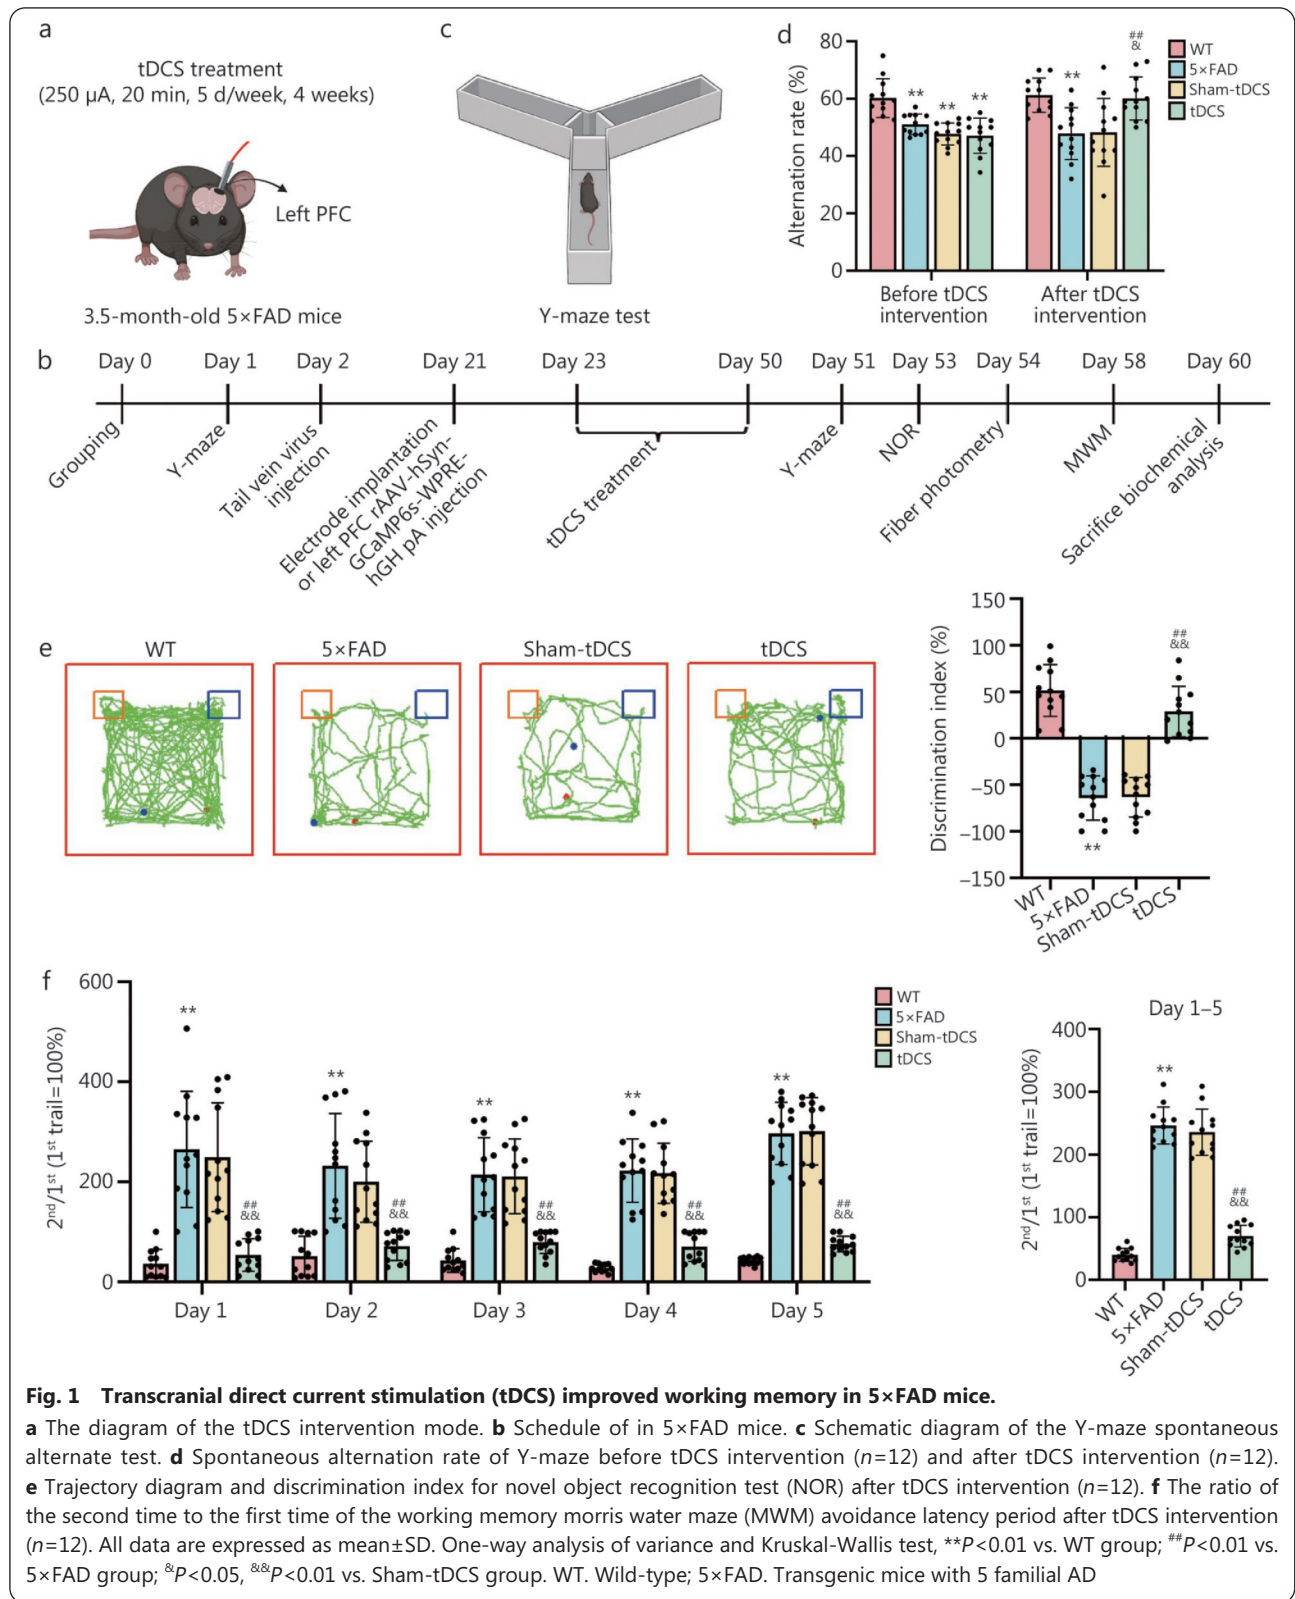 a
tDCS treatment
(250 μA, 20 min, 5 d/week, 4 weeks)
Left PFC
3.5-month-old 5×FAD mice
c
Y-maze test
d
Alternation rate (%)
80
60
40
20
0
** ** **
**
##
&
WT
5×FAD
Sham-tDCS
tDCS
Before tDCS
intervention
After tDCS
intervention
b
Day 0 Day 1 Day 2 Day 21 Day 23 Day 50 Day 51 Day 53 Day 54 Day 58 Day 60
Grouping
Y-maze
Tail vein virus
injection
Electrode implantation
or left PFC rAAV-hSyn-
GCaMP6s-WPRE-
hGH pA injection
tDCS treatment
Y-maze
NOR
Fiber photometry
MWM
Sacrifice biochemical
analysis
e
WT 5×FAD Sham-tDCS tDCS
Discrimination index (%)
150
100
50
0
−50
−100
−150
**
##
&&
WT
5×FAD
Sham-tDCS
tDCS
f
2nd/1st (1st trail=100%)
600
400
200
0
**
##
&&
**
##
&&
**
##
&&
**
##
&&
**
##
&&
Day 1 Day 2 Day 3 Day 4 Day 5
WT
5×FAD
Sham-tDCS
tDCS
Day 1–5
2nd/1st (1st trail=100%)
400
300
200
100
0
**
##
&&
WT
5×FAD
Sham-tDCS
tDCS
Fig. 1 Transcranial direct current stimulation (tDCS) improved working memory in 5×FAD mice.
a The diagram of the tDCS intervention mode. b Schedule of in 5×FAD mice. c Schematic diagram of the Y-maze spontaneous
alternate test. d Spontaneous alternation rate of Y-maze before tDCS intervention (n=12) and after tDCS intervention (n=12).
e Trajectory diagram and discrimination index for novel object recognition test (NOR) after tDCS intervention (n=12). f The ratio of
the second time to the first time of the working memory morris water maze (MWM) avoidance latency period after tDCS intervention
(n=12). All data are expressed as mean±SD. One-way analysis of variance and Kruskal-Wallis test, **P<0.01 vs. WT group; ##P<0.01 vs.
5×FAD group; &P<0.05, &&P<0.01 vs. Sham-tDCS group. WT. Wild-type; 5×FAD. Transgenic mice with 5 familial AD